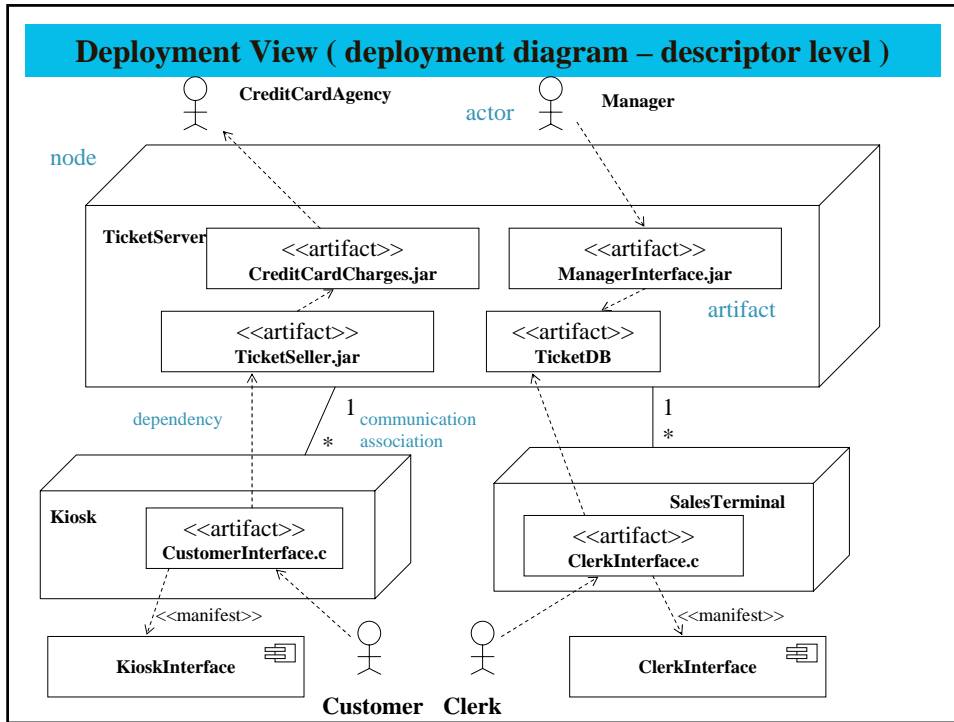 Deployment View ( deployment diagram – descriptor level )
CreditCardAgency
actor
Manager
node
TicketServer
<<artifact>>
CreditCardCharges.jar
<<artifact>>
ManagerInterface.jar
artifact
<<artifact>>
TicketSeller.jar
<<artifact>>
TicketDB
dependency
1
*
communication
association
1
*
Kiosk
<<artifact>>
CustomerInterface.c
SalesTerminal
<<artifact>>
ClerkInterface.c
<<manifest>>
<<manifest>>
KioskInterface
ClerkInterface
Customer
Clerk